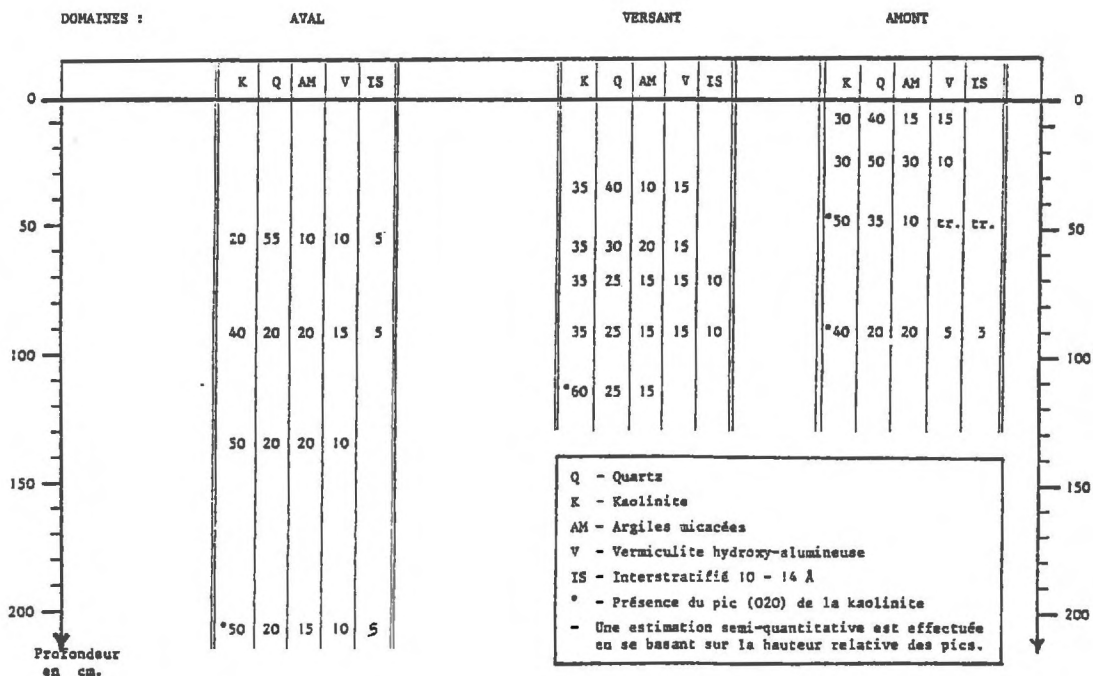 DOMAINES : AVAL VERSANT AMONT
K Q AM V IS K Q AM V IS K Q AM V IS
0 0
30 40 15 15
30 50 30 10
35 40 10 15
*50 35 10 tr. tr.
50 50
20 55 10 10 5
35 30 20 15
35 25 15 15 10
40 20 20 15 5 35 25 15 15 10 *40 20 20 5 3
100 100
*60 25 15
50 20 20 10
150 150
200 200
*50 20 15 10 5
Profondeur
en cm.
Q - Quartz
K - Kaolinite
AM - Argiles micacées
V - Vermiculite hydroxy-alumineuse
IS - Interstratifié 10 - 14 Å
* - Présence du pic (020) de la kaolinite
- Une estimation semi-quantitative est effectuée
en se basant sur la hauteur relative des pics.